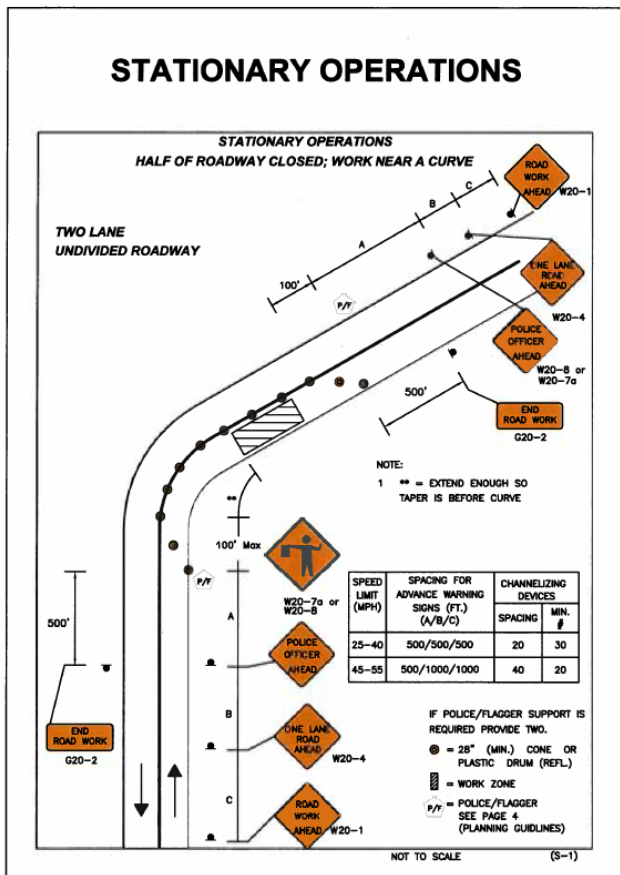 STATIONARY OPERATIONS
STATIONARY OPERATIONS
HALF OF ROADWAY CLOSED; WORK NEAR A CURVE
TWO LANE
UNDIVIDED ROADWAY
100'
A
B
C
ROAD
WORK
AHEAD
W20-1
P/F
ONE LANE
ROAD
AHEAD
W20-4
POLICE
OFFICER
AHEAD
W20-8 or
W20-7a
500'
END
ROAD WORK
G20-2
NOTE:
1 ** = EXTEND ENOUGH SO
TAPER IS BEFORE CURVE
**
100' Max
P/F
W20-7a or
W20-8
500'
A
POLICE
OFFICER
AHEAD
B
ONE LANE
ROAD
AHEAD
W20-4
C
ROAD
WORK
AHEAD
W20-1
END
ROAD WORK
G20-2
SPEED LIMIT (MPH) SPACING FOR ADVANCE WARNING SIGNS (FT.) (A/B/C) CHANNELIZING DEVICES
SPACING MIN. #
25-40 500/500/500 20 30
45-55 500/1000/1000 40 20
IF POLICE/FLAGGER SUPPORT IS
REQUIRED PROVIDE TWO.
= 28" (MIN.) CONE OR
PLASTIC DRUM (REFL.)
= WORK ZONE
P/F = POLICE/FLAGGER
SEE PAGE 4
(PLANNING GUIDLINES)
NOT TO SCALE (S-1)